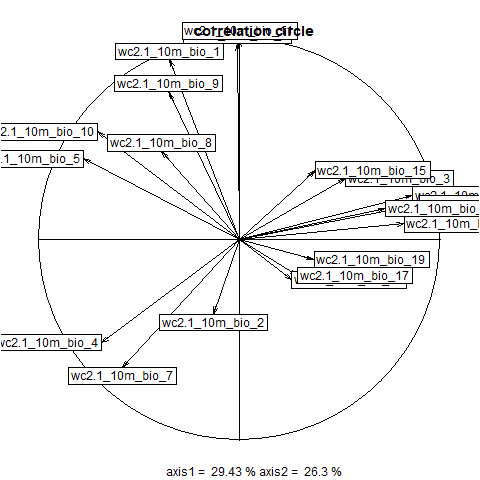 correlation circle
wc2.1_10m_bio_1
wc2.1_10m_bio_9
2.1_10m_bio_10
wc2.1_10m_bio_8
.1_10m_bio_5
wc2.1_10m_bio_15
wc2.1_10m_bio_
wc2.1_10m_
wc2.1_10m_b
wc2.1_10m_bio_19
wc2.1_10m_bio_17
wc2.1_10m_bio_2
wc2.1_10m_bio_4
wc2.1_10m_bio_7
axis1 = 29.43 % axis2 = 26.3 %